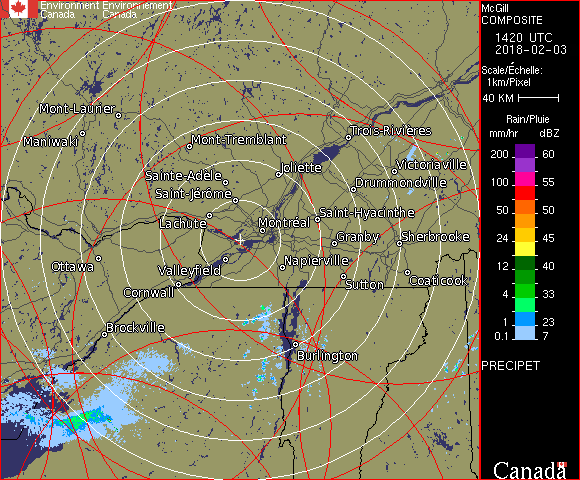 Environment Environnement
Canada Canada
McGill
COMPOSITE
1420 UTC
2018-02-03
Scale/Échelle:
1km/Pixel
40 KM
Rain/Pluie
mm/hr dBZ
200 60
150 57
100 55
50 50
24 45
12 40
4 33
1 23
0.1 7
PRECIPET
Canada
Mont-Laurier
Maniwaki
Mont-Tremblant
Trois-Rivières
Joliette
Victoriaville
Sainte-Adèle
Drummondville
Saint-Jérôme
Lachute
Saint-Hyacinthe
Montréal
Granby
Sherbrooke
Ottawa
Napierville
Valleyfield
Coaticook
Sutton
Cornwall
Brockville
Burlington